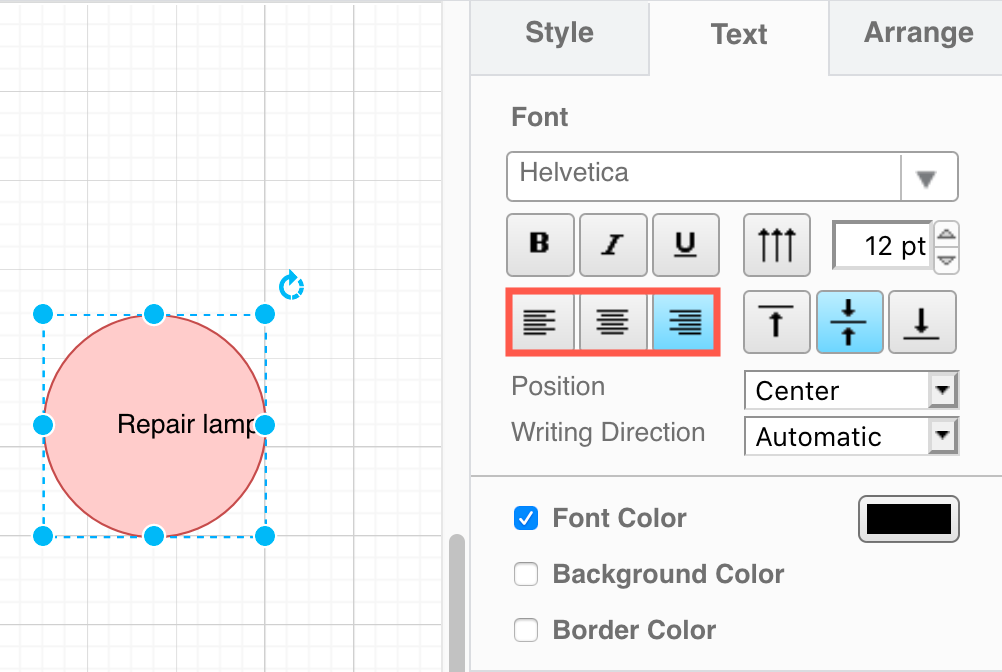 Style Text Arrange
Font
Helvetica
B I U 12 pt
Repair lamp
Position Center
Writing Direction Automatic
Font Color
Background Color
Border Color